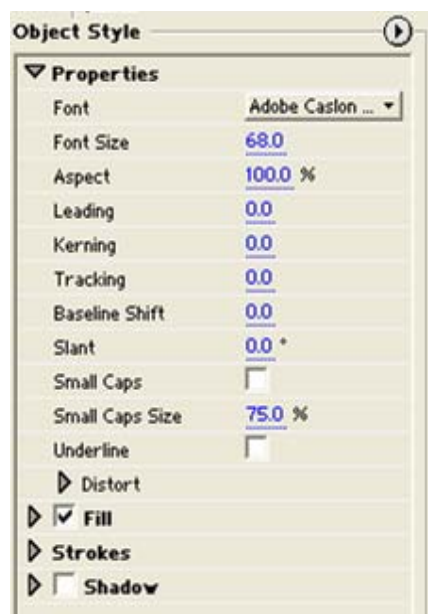 Object Style
Properties
Font Adobe Caslon ...
Font Size 68.0
Aspect 100.0 %
Leading 0.0
Kerning 0.0
Tracking 0.0
Baseline Shift 0.0
Slant 0.0 °
Small Caps
Small Caps Size 75.0 %
Underline
Distort
Fill
Strokes
Shadow